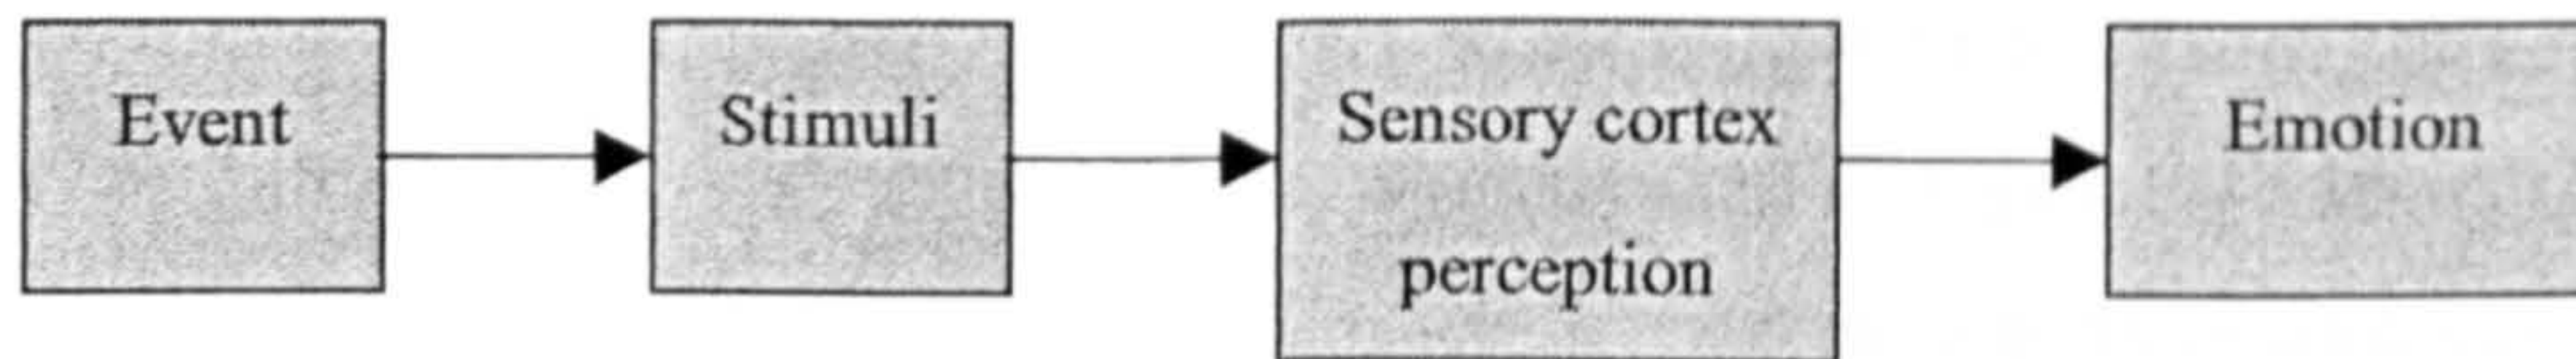 Event
Stimuli
Sensory cortex
perception
Emotion